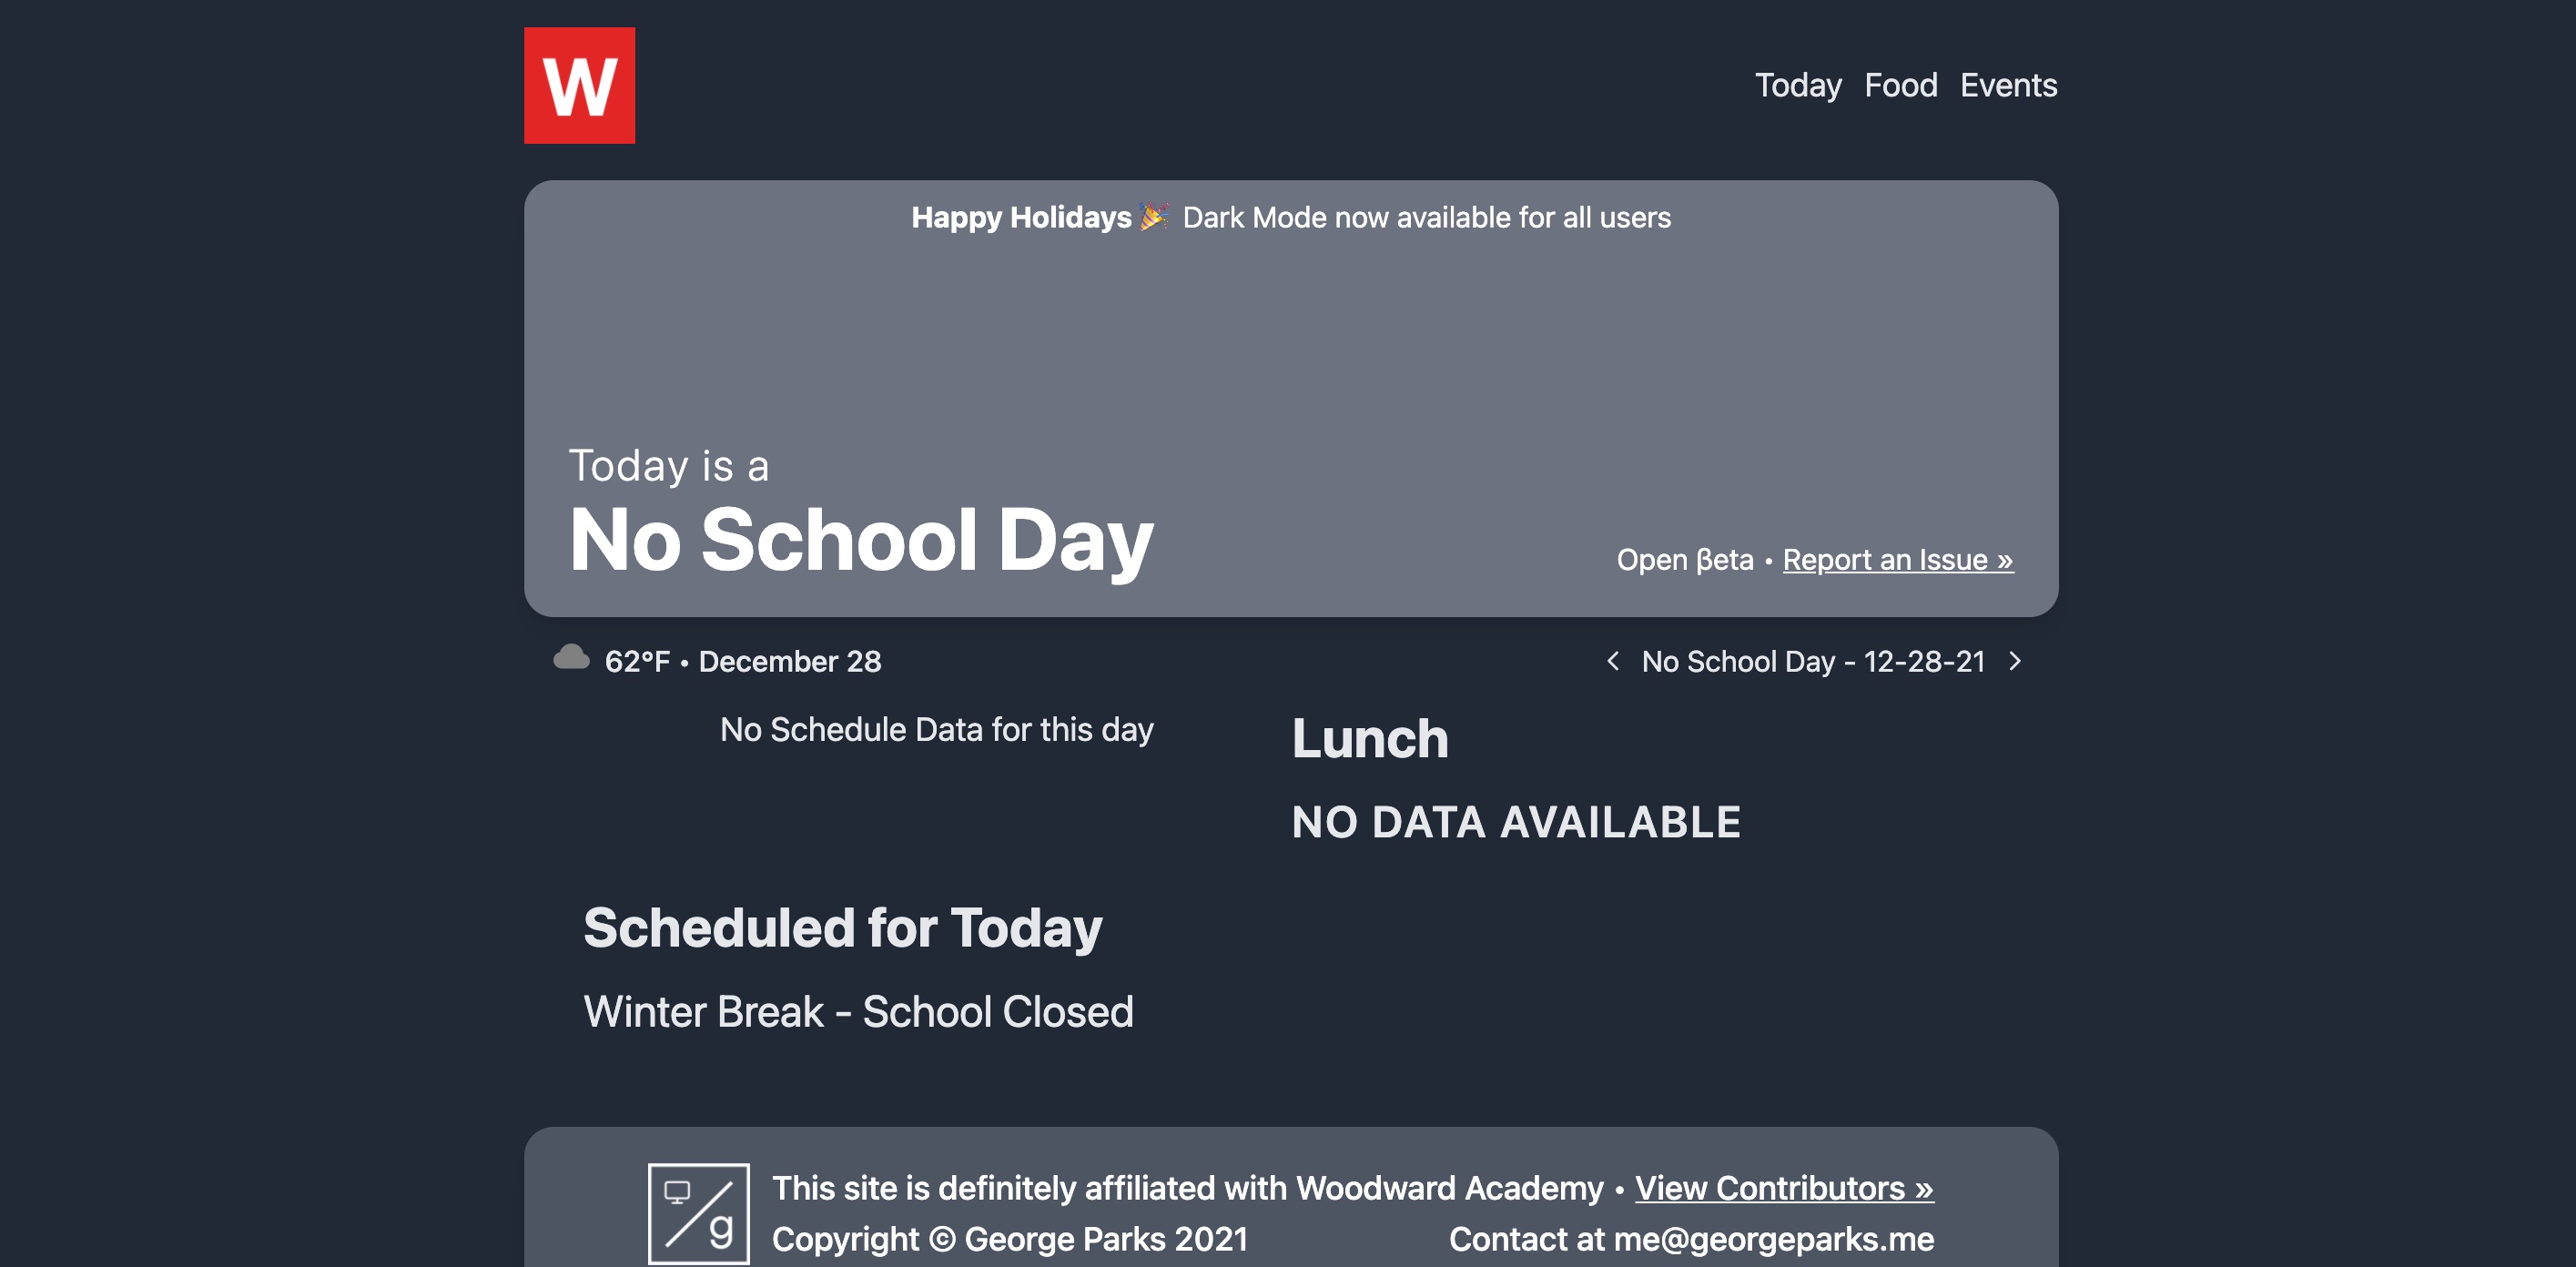 W
Today Food Events
Happy Holidays 🎉 Dark Mode now available for all users
Today is a
No School Day
Open βeta • Report an Issue »
62°F • December 28
< No School Day - 12-28-21 >
No Schedule Data for this day
Lunch
NO DATA AVAILABLE
Scheduled for Today
Winter Break - School Closed
g
This site is definitely affiliated with Woodward Academy • View Contributors »
Copyright © George Parks 2021
Contact at me@georgeparks.me